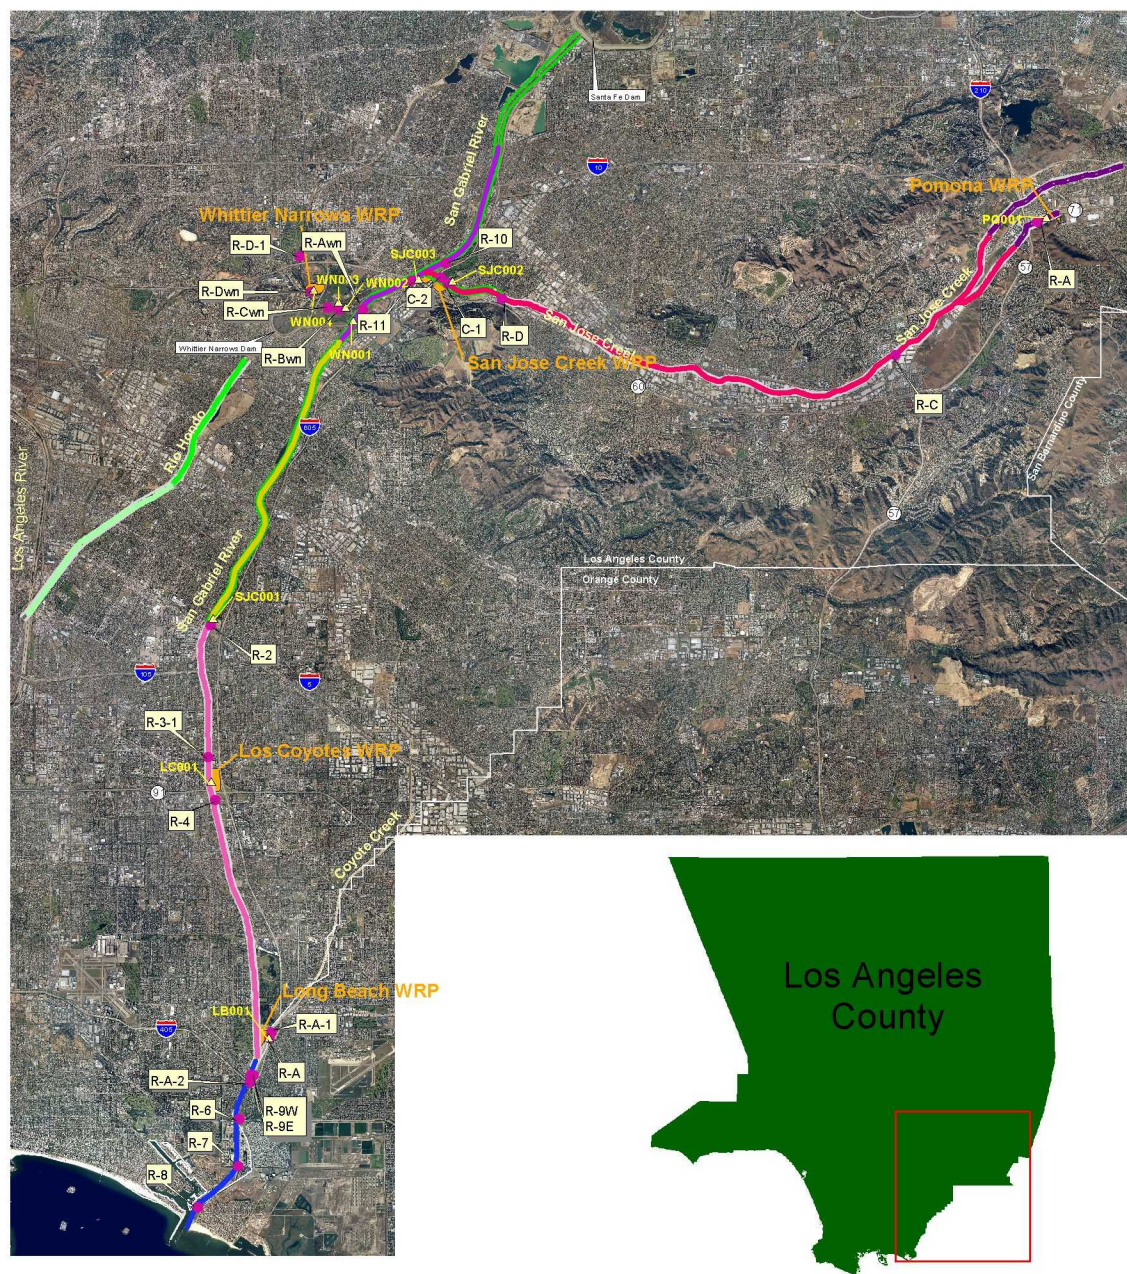 210
Santa Fe Dam
San Gabriel River
10
Pomona WRP
PO001
71
R-A
57
Whittier Narrows WRP
R-D-1
R-Awn
R-10
SJC003
SJC002
WN003
WN002
R-Dwn
C-2
R-Cwn
WN004
R-11
C-1
R-D
San Jose Creek
San Jose Creek
Whittier Narrows Dam
R-Bwn
WN001
San Jose Creek WRP
60
R-C
San Bernardino County
Rio Hondo
605
Los Angeles River
57
San Gabriel River
Los Angeles County
Orange County
SJC001
R-2
105
5
R-3-1
Los Coyotes WRP
LC001
91
R-4
Coyote Creek
Long Beach WRP
LB001
405
R-A-1
R-A
R-A-2
R-9W
R-9E
R-6
R-7
R-8
Los Angeles
County